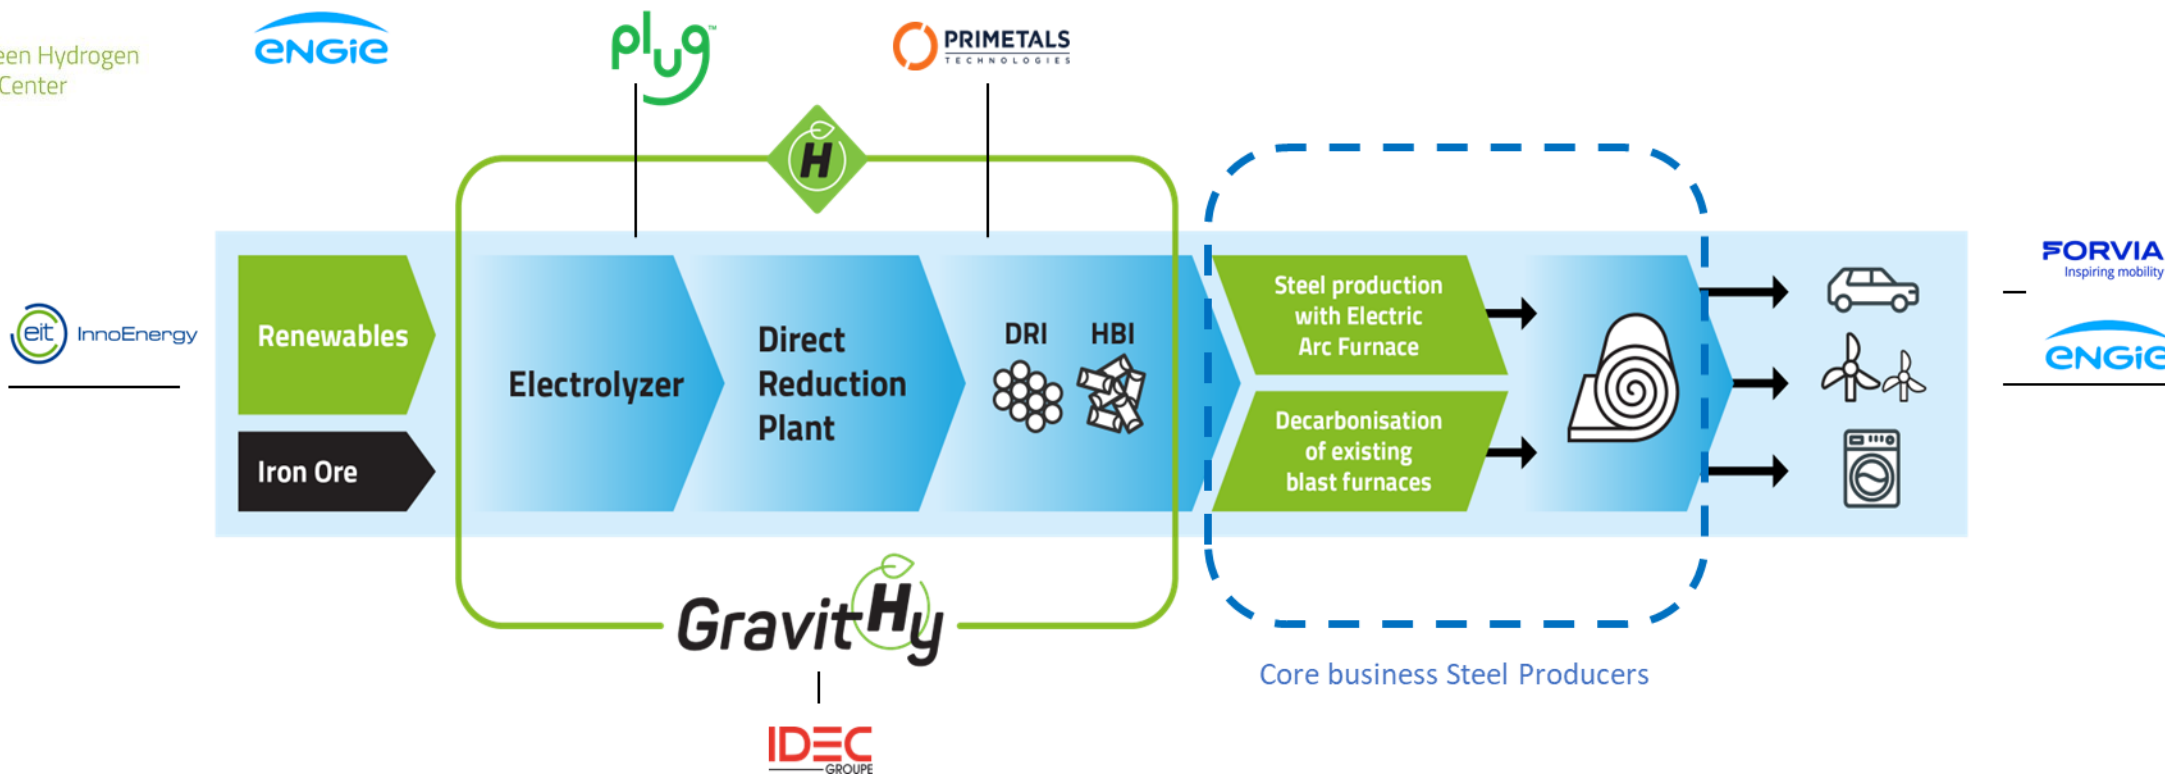 een Hydrogen
Center
ENGIE
plug™
PRIMETALS
TECHNOLOGIES
H
eit InnoEnergy
Renewables
Iron Ore
Electrolyzer
Direct
Reduction
Plant
DRI HBI
Steel production
with Electric
Arc Furnace
Decarbonisation
of existing
blast furnaces
FORVIA
Inspiring mobility
ENGIE
GravitHy
Core business Steel Producers
IDEC
GROUPE